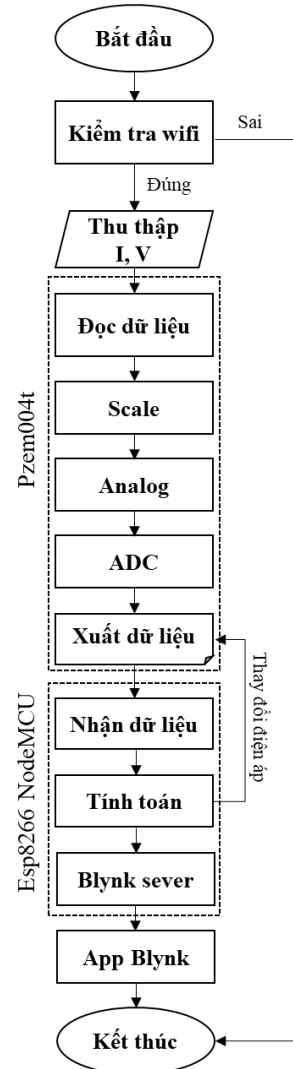 Bắt đầu
Kiểm tra wifi
Sai
Đúng
Thu thập
I, V
Pzem004t
Đọc dữ liệu
Scale
Analog
ADC
Xuất dữ liệu
Thay đổi điện áp
Esp8266 NodeMCU
Nhận dữ liệu
Tính toán
Blynk sever
App Blynk
Kết thúc